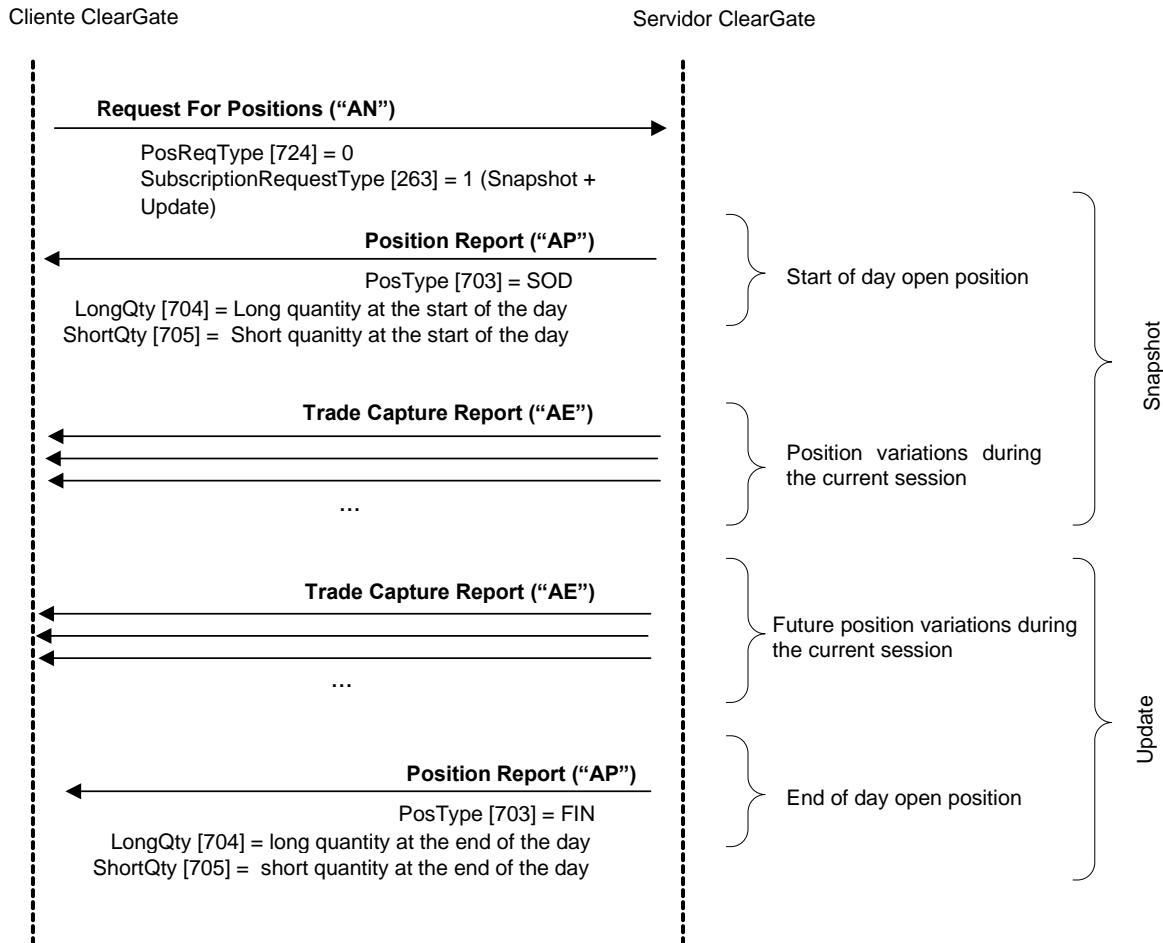 Cliente ClearGate
Servidor ClearGate
Request For Positions (“AN”)
PosReqType [724] = 0
SubscriptionRequestType [263] = 1 (Snapshot +
Update)
Position Report (“AP”)
PosType [703] = SOD
LongQty [704] = Long quantity at the start of the day
ShortQty [705] = Short quanitty at the start of the day
Start of day open position
Snapshot
Trade Capture Report (“AE”)
...
Position variations during
the current session
Trade Capture Report (“AE”)
...
Future position variations during
the current session
Update
Position Report (“AP”)
PosType [703] = FIN
LongQty [704] = long quantity at the end of the day
ShortQty [705] = short quantity at the end of the day
End of day open position